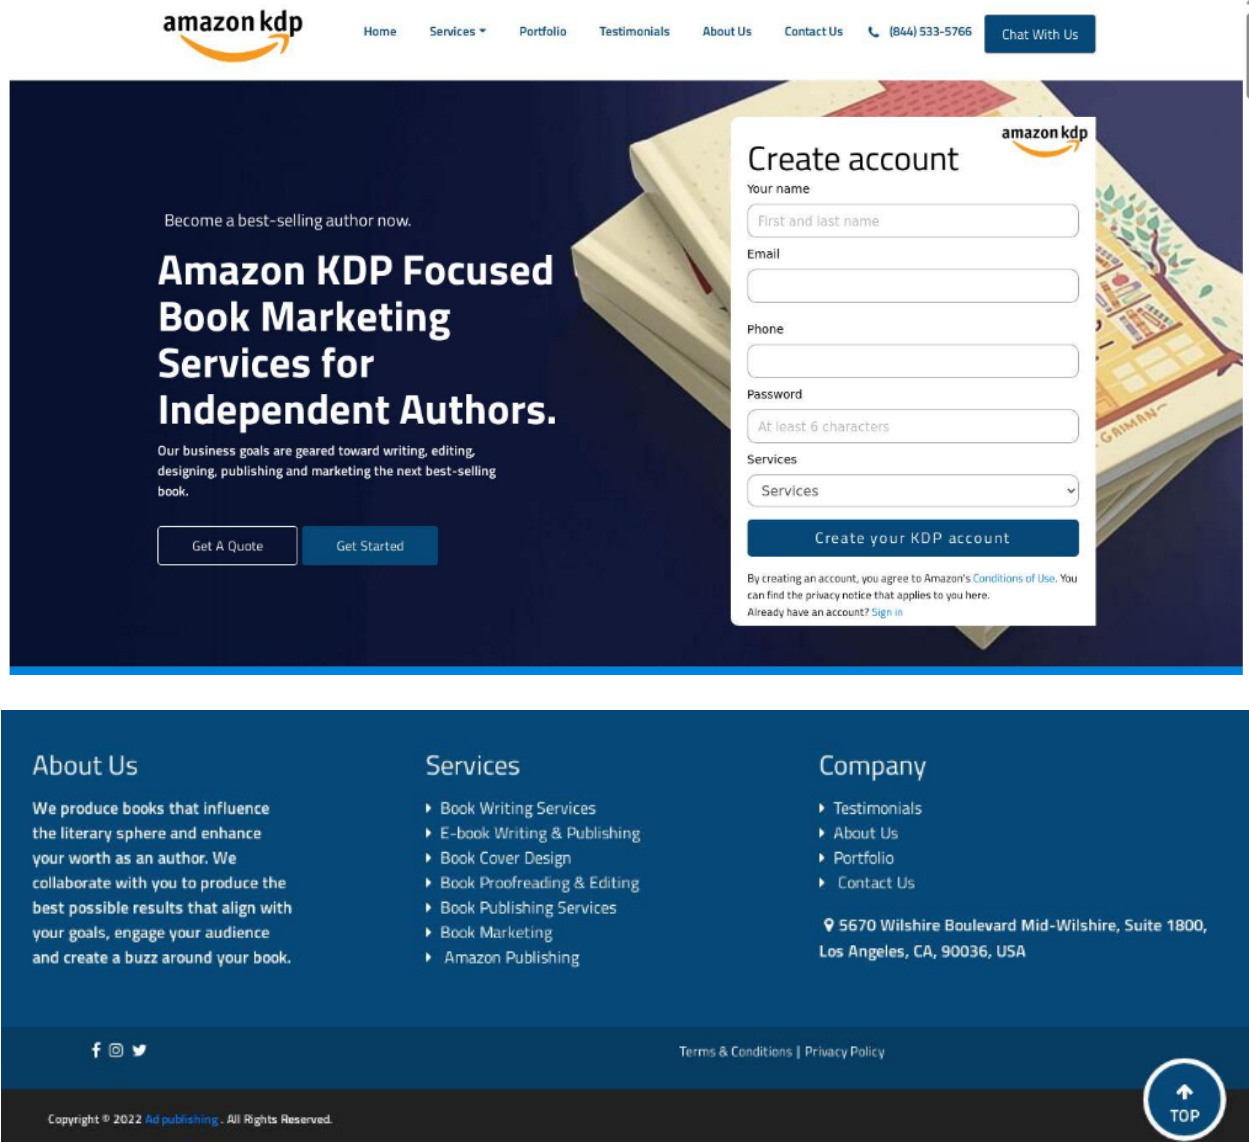 amazon kdp
Home Services Portfolio Testimonials About Us Contact Us (844) 533-5766 Chat With Us
amazon kdp
Create account
Your name
First and last name
Email
Phone
Password
At least 6 characters
Services
Services
Create your KDP account
By creating an account, you agree to Amazon's Conditions of Use. You
can find the privacy notice that applies to you here.
Already have an account? Sign in
Become a best-selling author now.
Amazon KDP Focused
Book Marketing
Services for
Independent Authors.
Our business goals are geared toward writing, editing,
designing, publishing and marketing the next best-selling
book.
Get A Quote Get Started
GAIMAN
About Us
We produce books that influence
the literary sphere and enhance
your worth as an author. We
collaborate with you to produce the
best possible results that align with
your goals, engage your audience
and create a buzz around your book.
Services
Book Writing Services
E-book Writing & Publishing
Book Cover Design
Book Proofreading & Editing
Book Publishing Services
Book Marketing
Amazon Publishing
Company
Testimonials
About Us
Portfolio
Contact Us
5670 Wilshire Boulevard Mid-Wilshire, Suite 1800,
Los Angeles, CA, 90036, USA
Terms & Conditions | Privacy Policy
TOP
Copyright © 2022 Ad publishing . All Rights Reserved.